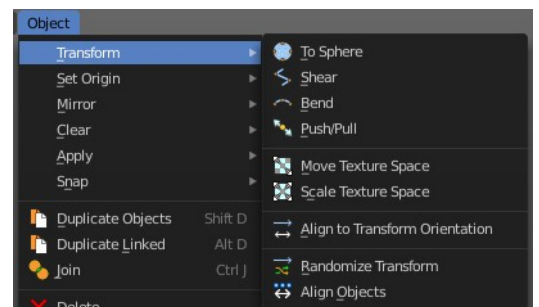 Object
Transform
Set Origin
Mirror
Clear
Apply
Snap
Duplicate Objects Shift D
Duplicate Linked Alt D
Join Ctrl J
Delete
To Sphere
Shear
Bend
Push/Pull
Move Texture Space
Scale Texture Space
Align to Transform Orientation
Randomize Transform
Align Objects